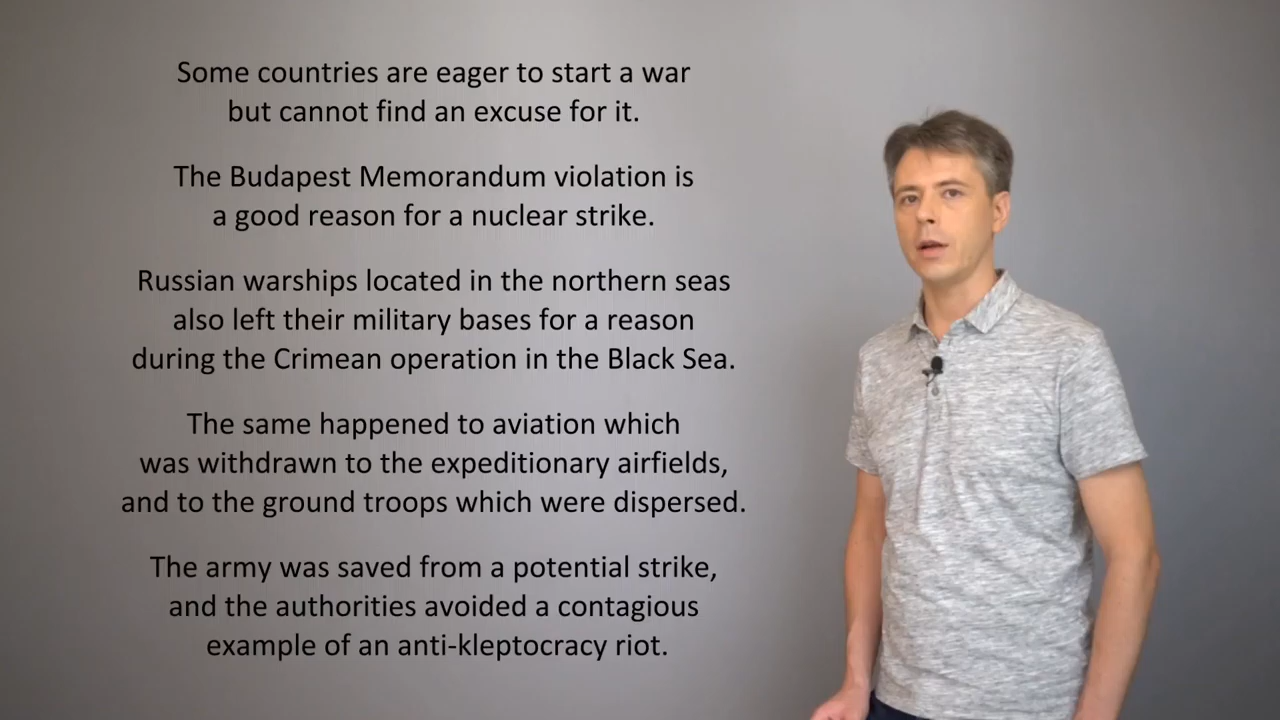 Some countries are eager to start a war
but cannot find an excuse for it.
The Budapest Memorandum violation is
a good reason for a nuclear strike.
Russian warships located in the northern seas
also left their military bases for a reason
during the Crimean operation in the Black Sea.
The same happened to aviation which
was withdrawn to the expeditionary airfields,
and to the ground troops which were dispersed.
The army was saved from a potential strike,
and the authorities avoided a contagious
example of an anti-kleptocracy riot.